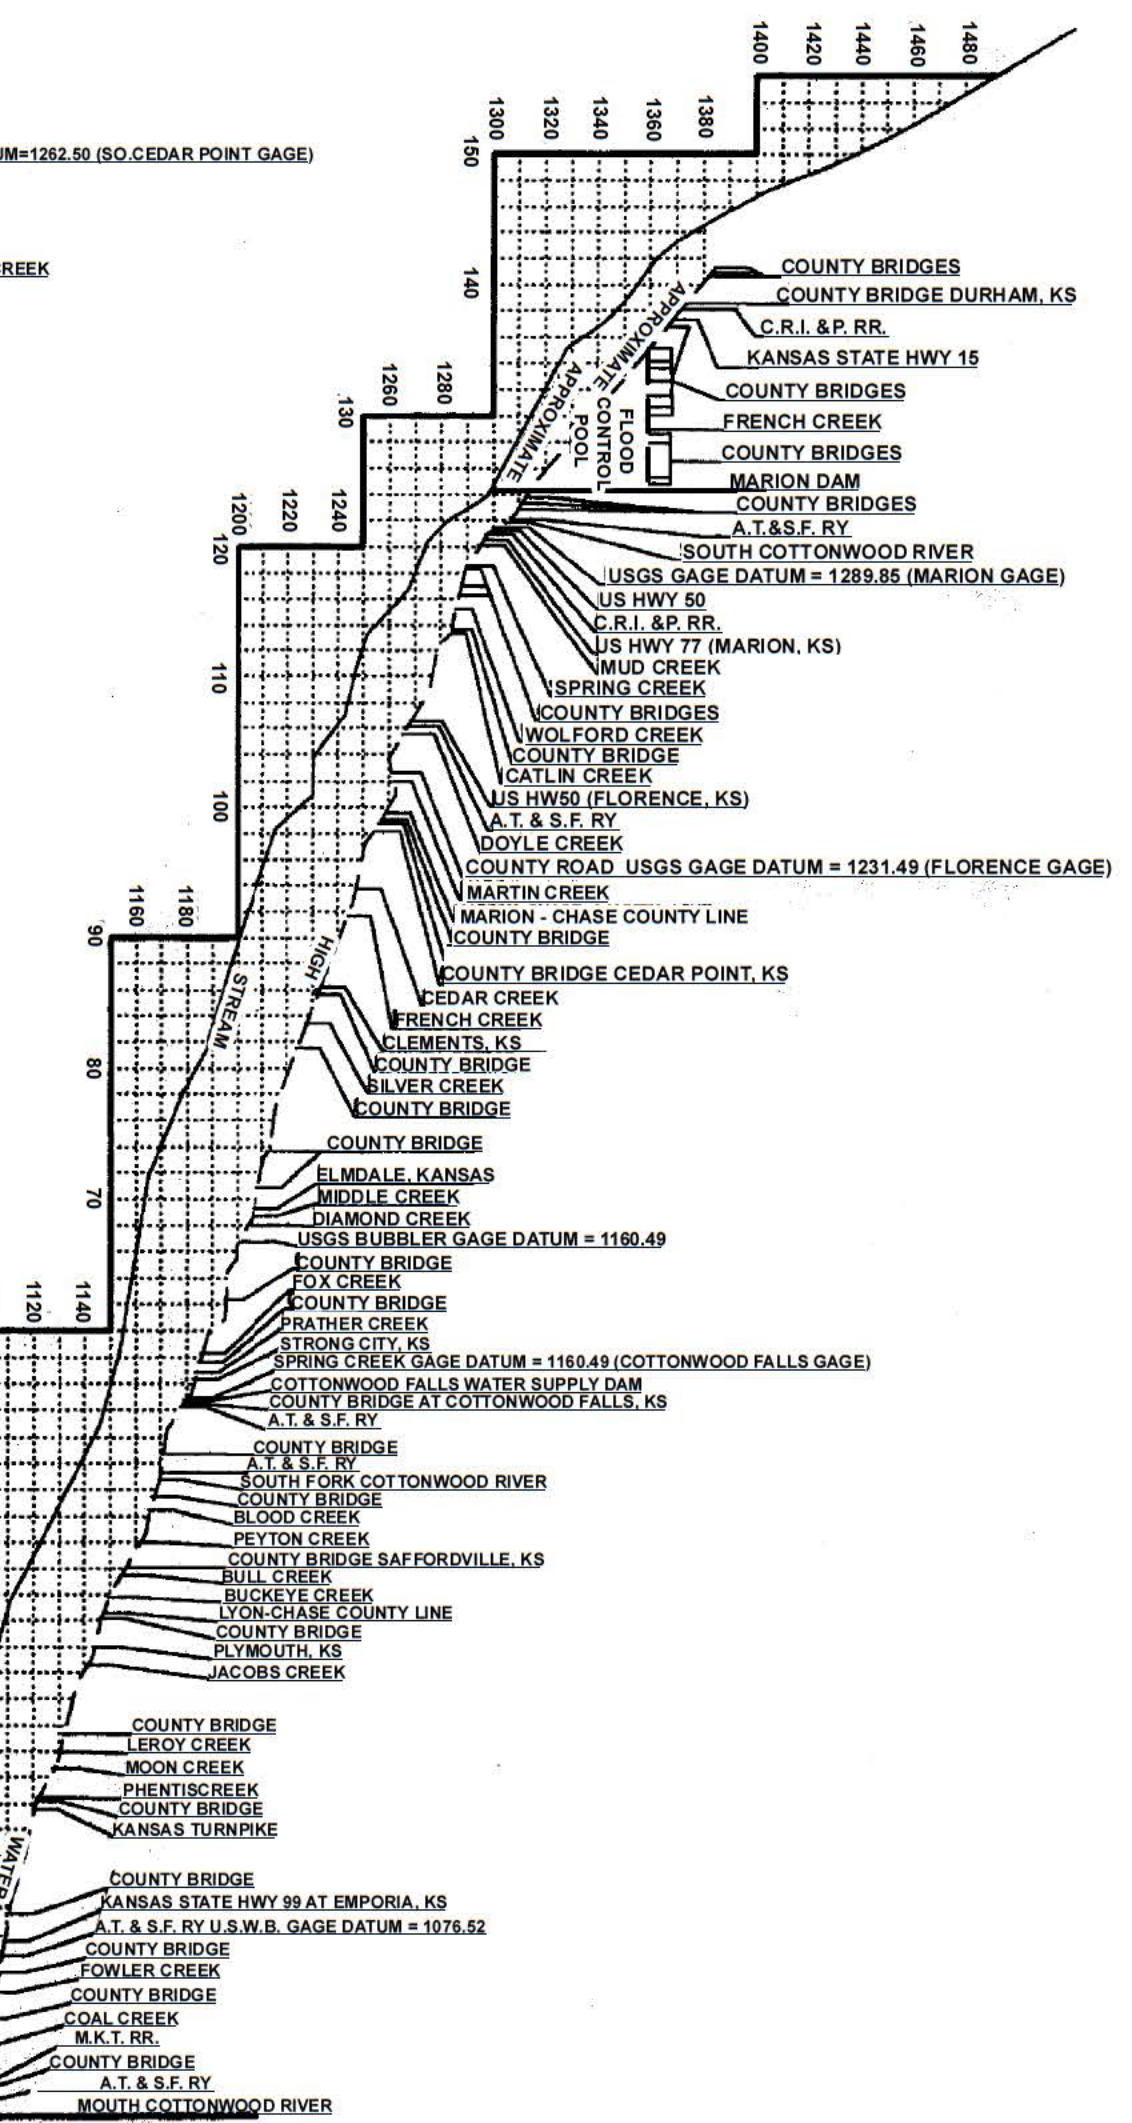 1400
1420
1440
1460
1480
1300
1320
1340
1360
1380
150
UM=1262.50 (SO.CEDAR POINT GAGE)
CREEK
140
COUNTY BRIDGES
COUNTY BRIDGE DURHAM, KS
C.R.I. &P. RR.
KANSAS STATE HWY 15
COUNTY BRIDGES
FRENCH CREEK
COUNTY BRIDGES
MARION DAM
APPROXIMATE
APPROXIMATE
FLOOD
CONTROL
POOL
1260
1280
130
1200
1220
1240
120
COUNTY BRIDGES
A.T.&S.F. RY
SOUTH COTTONWOOD RIVER
USGS GAGE DATUM = 1289.85 (MARION GAGE)
US HWY 50
C.R.I. &P. RR.
US HWY 77 (MARION, KS)
MUD CREEK
SPRING CREEK
COUNTY BRIDGES
WOLFORD CREEK
COUNTY BRIDGE
CATLIN CREEK
US HW50 (FLORENCE, KS)
A.T. & S.F. RY
DOYLE CREEK
COUNTY ROAD USGS GAGE DATUM = 1231.49 (FLORENCE GAGE)
MARTIN CREEK
MARION - CHASE COUNTY LINE
COUNTY BRIDGE
COUNTY BRIDGE CEDAR POINT, KS
CEDAR CREEK
FRENCH CREEK
CLEMENTS, KS
COUNTY BRIDGE
SILVER CREEK
COUNTY BRIDGE
110
100
1160
1180
90
HIGH
STREAM
80
70
COUNTY BRIDGE
ELMDALE, KANSAS
MIDDLE CREEK
DIAMOND CREEK
USGS BUBBLER GAGE DATUM = 1160.49
COUNTY BRIDGE
FOX CREEK
COUNTY BRIDGE
PRATHER CREEK
STRONG CITY, KS
SPRING CREEK GAGE DATUM = 1160.49 (COTTONWOOD FALLS GAGE)
COTTONWOOD FALLS WATER SUPPLY DAM
COUNTY BRIDGE AT COTTONWOOD FALLS, KS
A.T. & S.F. RY
1120
1140
COUNTY BRIDGE
A.T. & S.F. RY
SOUTH FORK COTTONWOOD RIVER
COUNTY BRIDGE
BLOOD CREEK
PEYTON CREEK
COUNTY BRIDGE SAFFORDVILLE, KS
BULL CREEK
BUCKEYE CREEK
LYON-CHASE COUNTY LINE
COUNTY BRIDGE
PLYMOUTH, KS
JACOBS CREEK
COUNTY BRIDGE
LEROY CREEK
MOON CREEK
PHENTISCREEK
COUNTY BRIDGE
KANSAS TURNPIKE
WATER
COUNTY BRIDGE
KANSAS STATE HWY 99 AT EMPORIA, KS
A.T. & S.F. RY U.S.W.B. GAGE DATUM = 1076.52
COUNTY BRIDGE
FOWLER CREEK
COUNTY BRIDGE
COAL CREEK
M.K.T. RR.
COUNTY BRIDGE
A.T. & S.F. RY
MOUTH COTTONWOOD RIVER